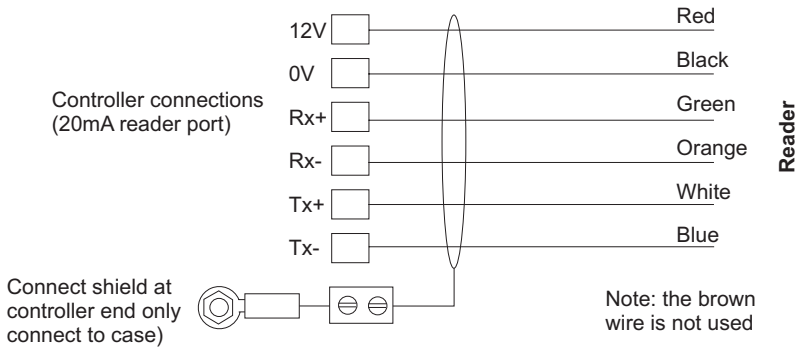 12V
Red
0V
Black
Controller connections
(20mA reader port)
Rx+
Green
Rx-
Orange
Tx+
White
Tx-
Blue
Reader
Connect shield at
controller end only
connect to case)
Note: the brown
wire is not used